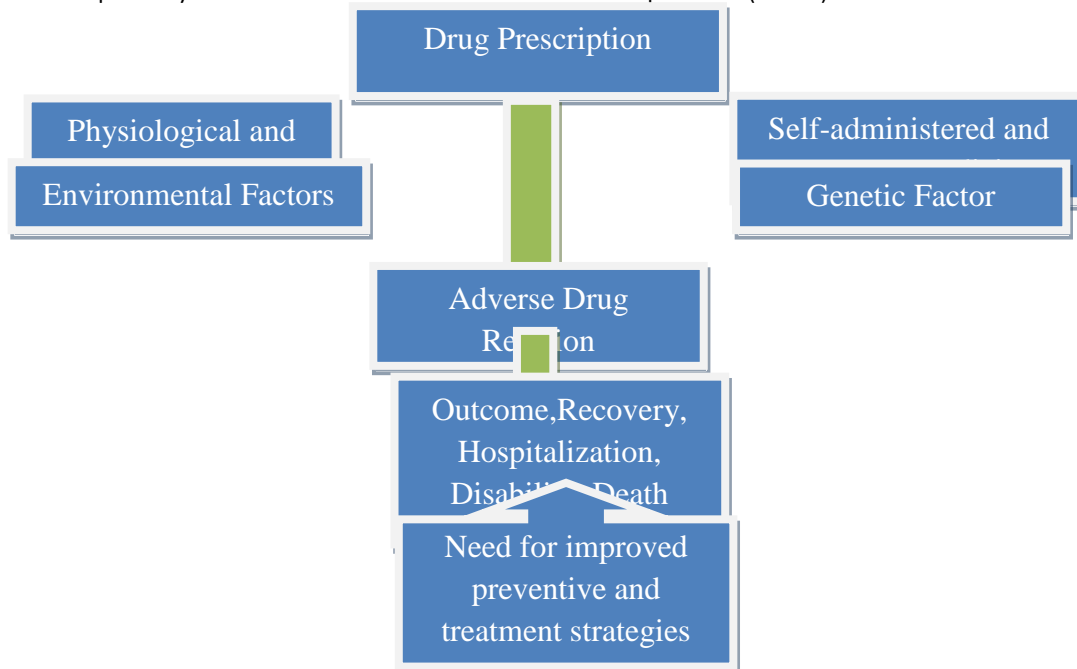 Drug Prescription
Physiological and
Environmental Factors
Self-administered and
Genetic Factor
Adverse Drug
Outcome,Recovery,
Hospitalization,
Death
Need for improved
preventive and
treatment strategies